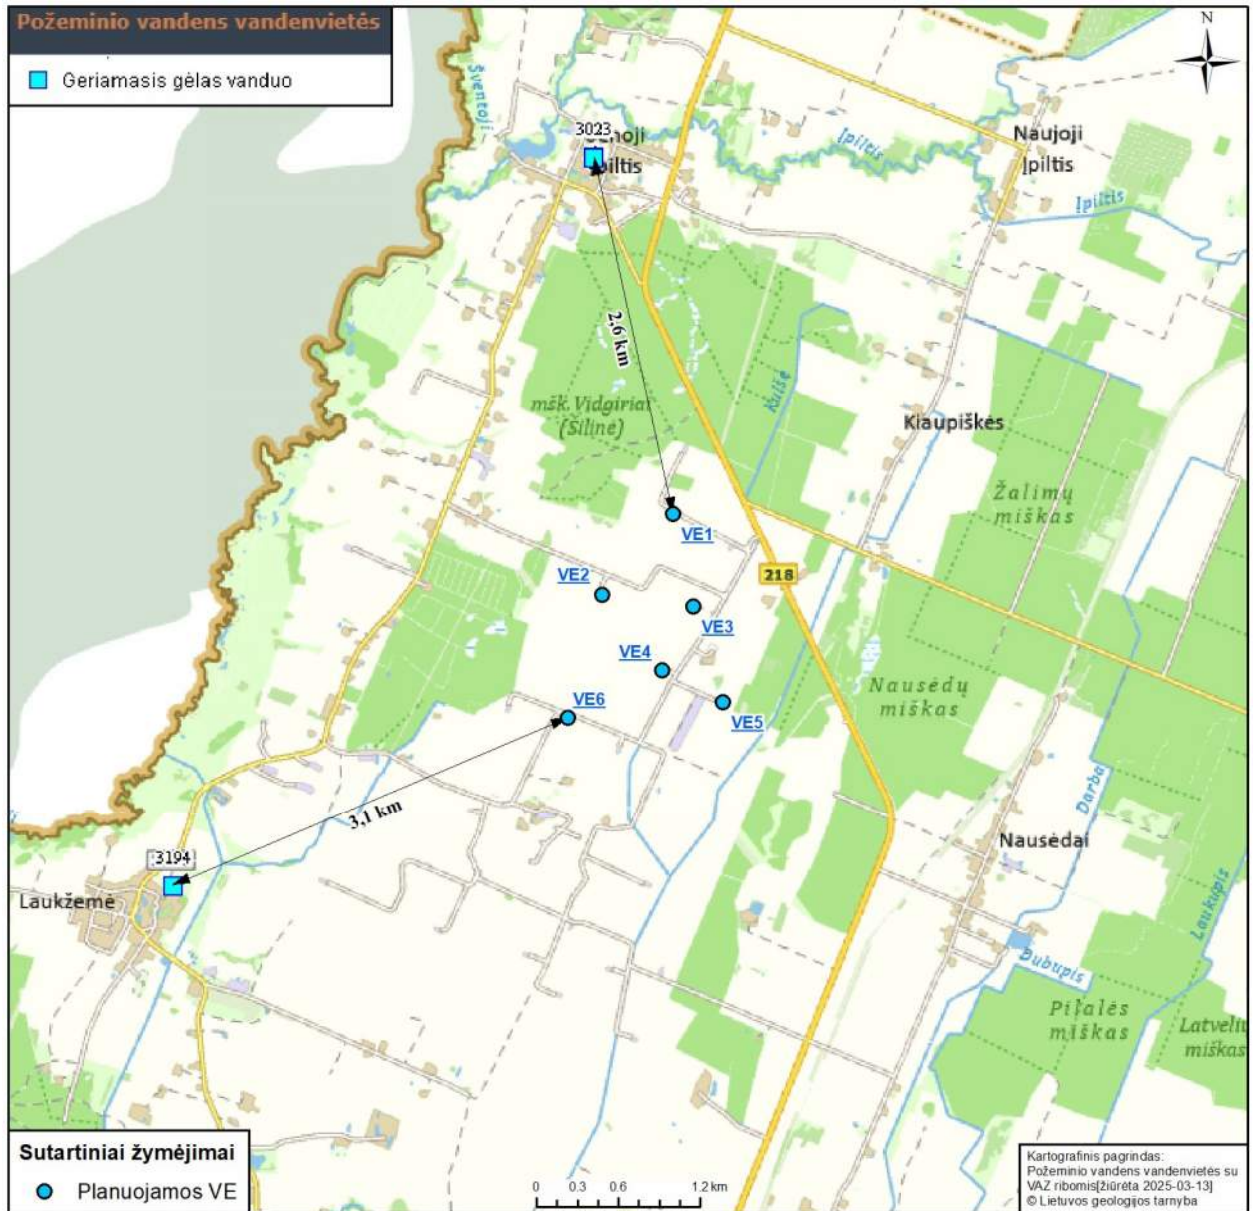 Požeminio vandens vandenvietės
Geriamasis gėlas vanduo
N
Šventoji
3023
Įpiltis
Įpiltis
Naujoji
Įpiltis
Įpiltis
2,6 km
Kulšė
mšk. Vidgiriai
(Šilinė)
Kiaupiškės
Žalimų
miškas
VE1
VE2
218
VE3
VE4
Nausėdų
miškas
VE6
VE5
3,1 km
Darba
3194
Nausėdai
Laukžemė
Laukupis
Dubupis
Pilalės
miškas
Latvelių
miškas
Sutartiniai žymėjimai
Planuojamos VE
0 0.3 0.6 1.2 km
Kartografinis pagrindas:
Požeminio vandens vandenvietės su
VAZ ribomis[žiūrėta 2025-03-13]
© Lietuvos geologijos tarnyba